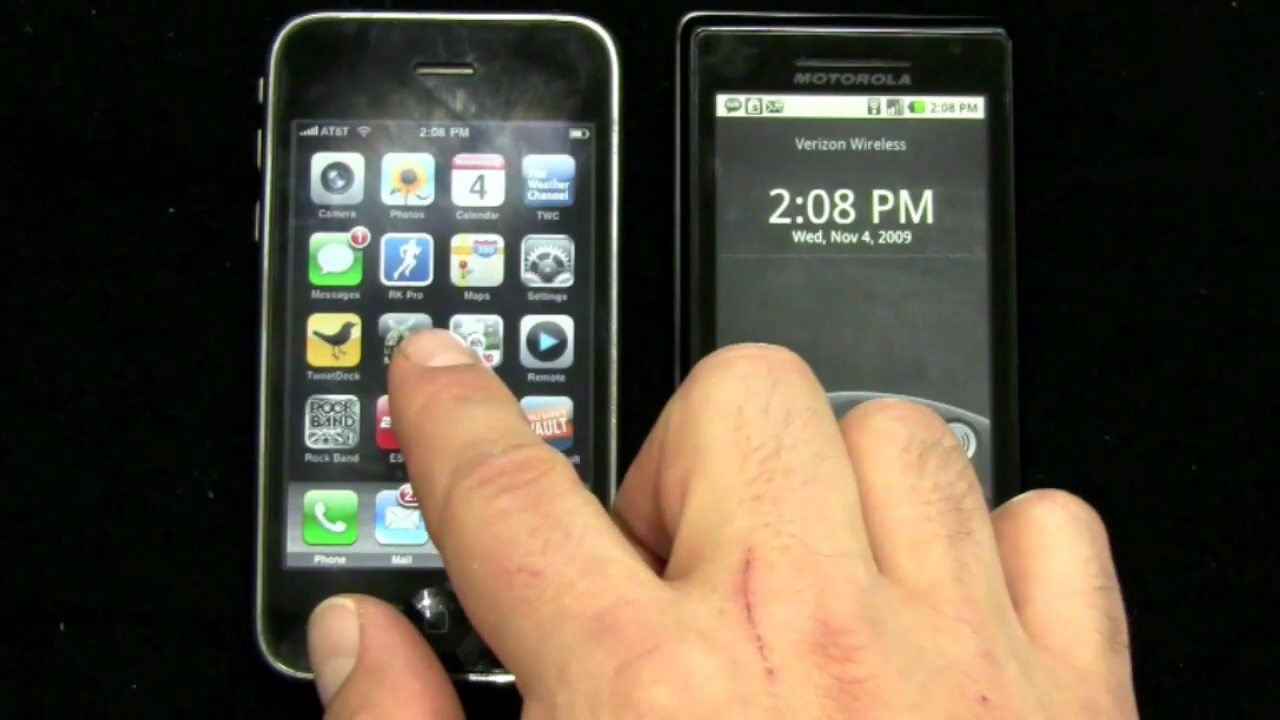 AT&T
2:08 PM
4
The
Weather
Channel
Camera
Photos
Calendar
TWC
1
Messages
RK Pro
Maps
Settings
TweetDeck
Remote
ROCK
BAND
VAULT
Rock Band
ES
Phone
Mail
MOTOROLA
2:08 PM
Verizon Wireless
2:08 PM
Wed, Nov 4, 2009